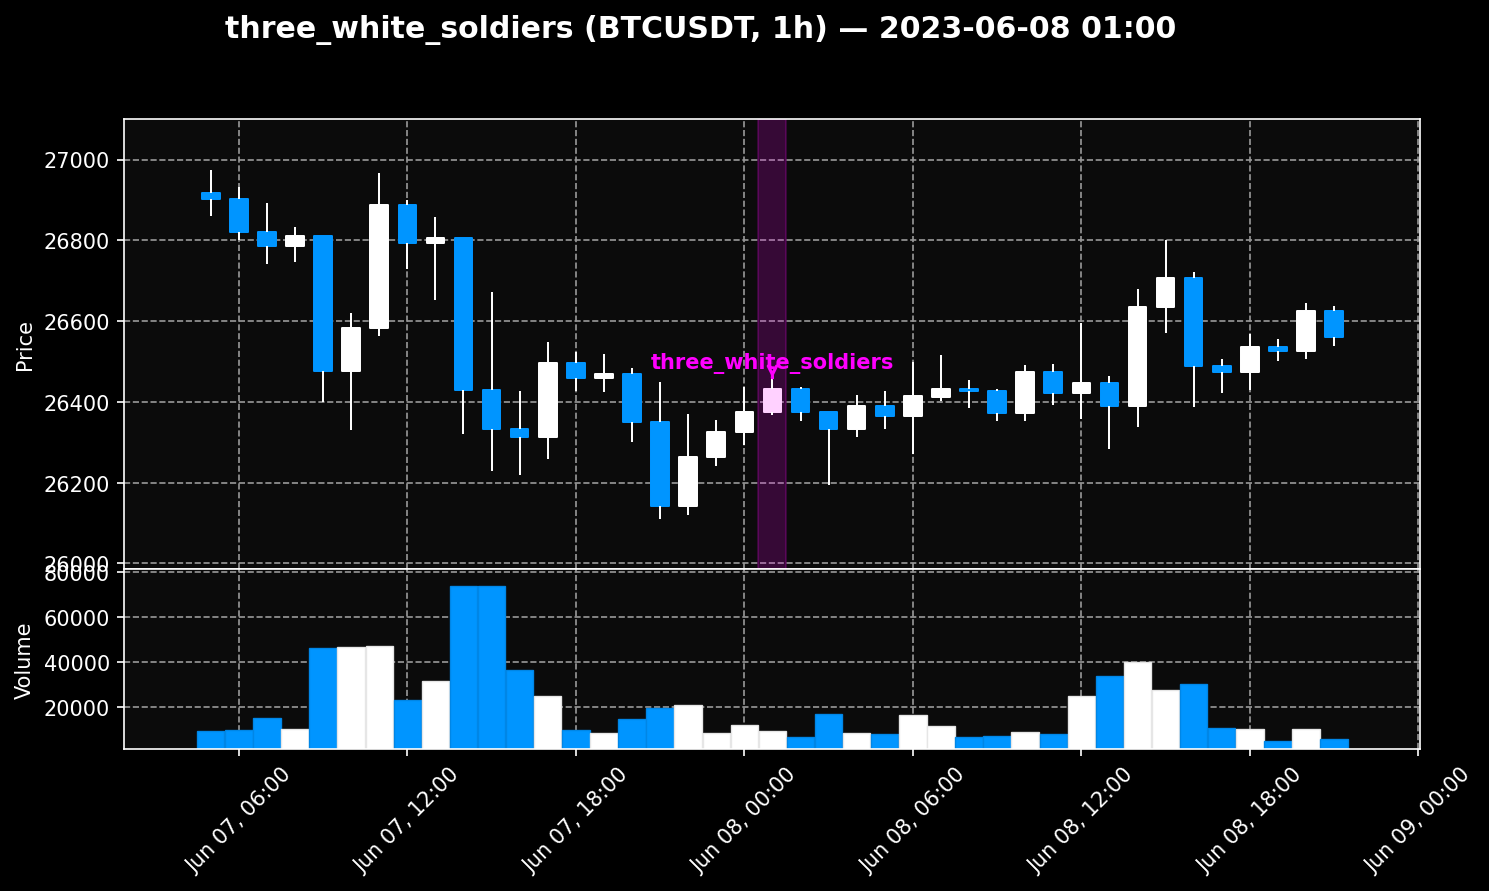 three_white_soldiers (BTCUSDT, 1h) — 2023-06-08 01:00
Price
27000
26800
26600
26400
26200
26000
three_white_soldiers
Volume
80000
60000
40000
20000
Jun 07, 06:00
Jun 07, 12:00
Jun 07, 18:00
Jun 08, 00:00
Jun 08, 06:00
Jun 08, 12:00
Jun 08, 18:00
Jun 09, 00:00